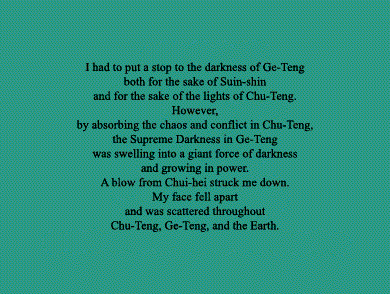 I had to put a stop to the darkness of Ge-Teng
both for the sake of Suin-shin
and for the sake of the lights of Chu-Teng.
However,
by absorbing the chaos and conflict in Chu-Teng,
the Supreme Darkness in Ge-Teng
was swelling into a giant force of darkness
and growing in power.
A blow from Chui-hei struck me down.
My face fell apart
and was scattered throughout
Chu-Teng, Ge-Teng, and the Earth.